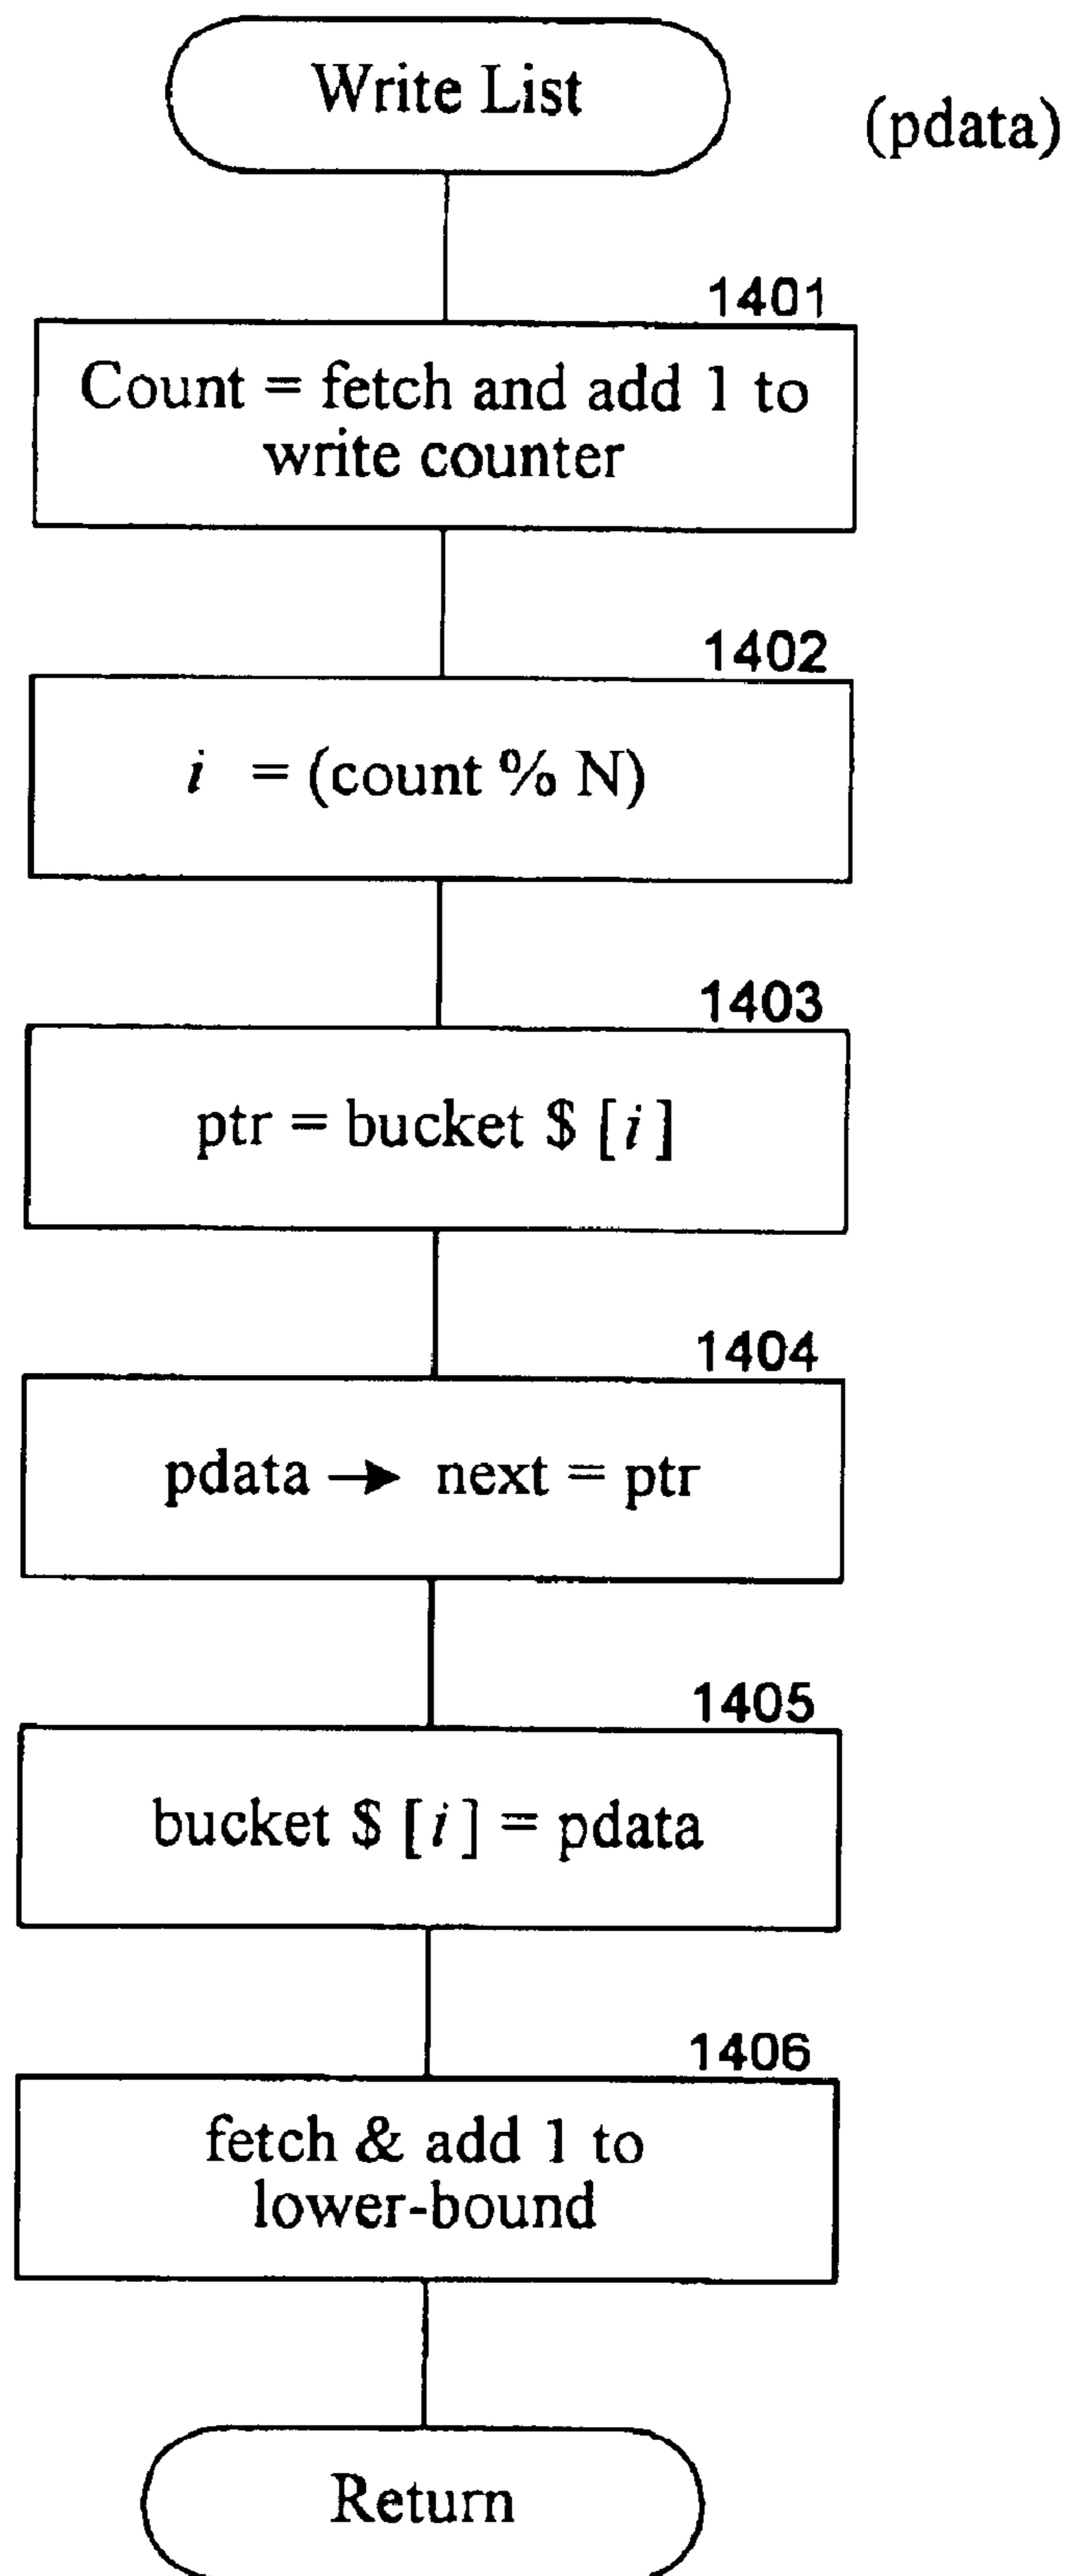 Write List
(pdata)
1401
Count = fetch and add 1 to
write counter
1402
i = (count % N)
1403
ptr = bucket $ [i]
1404
pdata → next = ptr
1405
bucket $ [i] = pdata
1406
fetch & add 1 to
lower-bound
Return